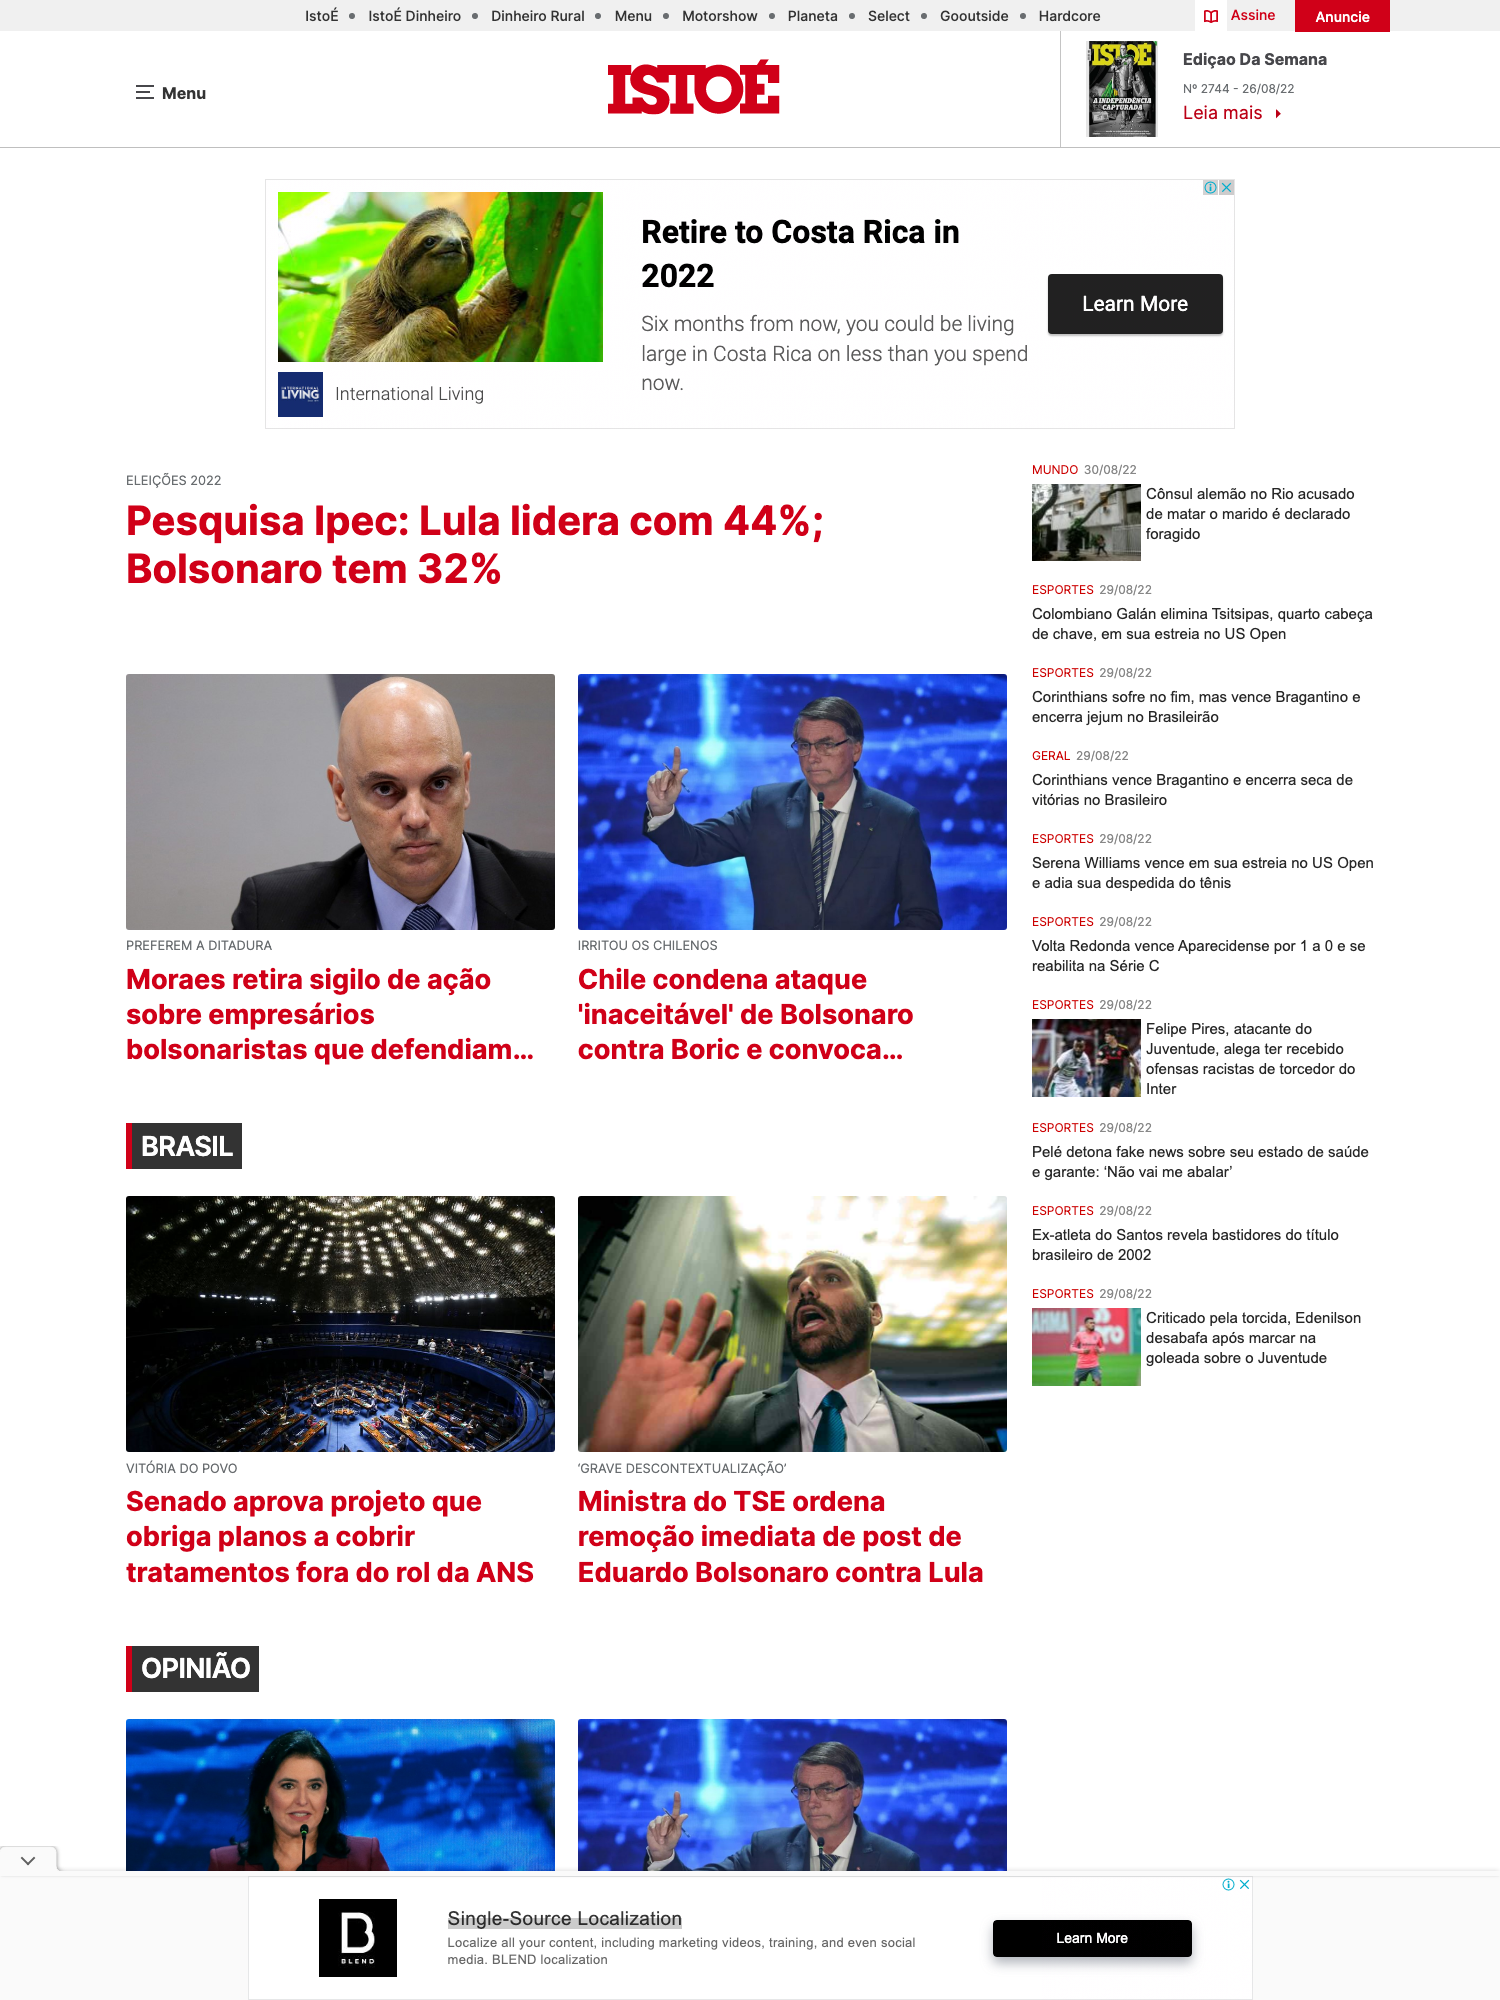 IstoÉ • IstoÉ Dinheiro • Dinheiro Rural • Menu • Motorshow • Planeta • Select • Gooutside • Hardcore
Assine
Anuncie
Menu
ISTOÉ
ISTOÉ
A INDEPENDÊNCIA
CAPTURADA
Ediçao Da Semana
Nº 2744 - 26/08/22
Leia mais
Retire to Costa Rica in
2022
Six months from now, you could be living
large in Costa Rica on less than you spend
now.
Learn More
INTERNATIONAL
LIVING
International Living
ELEIÇÕES 2022
Pesquisa Ipec: Lula lidera com 44%;
Bolsonaro tem 32%
PREFEREM A DITADURA
Moraes retira sigilo de ação
sobre empresários
bolsonaristas que defendiam...
IRRITOU OS CHILENOS
Chile condena ataque
'inaceitável' de Bolsonaro
contra Boric e convoca...
BRASIL
VITÓRIA DO POVO
Senado aprova projeto que
obriga planos a cobrir
tratamentos fora do rol da ANS
‘GRAVE DESCONTEXTUALIZAÇÃO’
Ministra do TSE ordena
remoção imediata de post de
Eduardo Bolsonaro contra Lula
OPINIÃO
MUNDO 30/08/22
Cônsul alemão no Rio acusado
de matar o marido é declarado
foragido
ESPORTES 29/08/22
Colombiano Galán elimina Tsitsipas, quarto cabeça
de chave, em sua estreia no US Open
ESPORTES 29/08/22
Corinthians sofre no fim, mas vence Bragantino e
encerra jejum no Brasileirão
GERAL 29/08/22
Corinthians vence Bragantino e encerra seca de
vitórias no Brasileiro
ESPORTES 29/08/22
Serena Williams vence em sua estreia no US Open
e adia sua despedida do tênis
ESPORTES 29/08/22
Volta Redonda vence Aparecidense por 1 a 0 e se
reabilita na Série C
ESPORTES 29/08/22
Felipe Pires, atacante do
Juventude, alega ter recebido
ofensas racistas de torcedor do
Inter
ESPORTES 29/08/22
Pelé detona fake news sobre seu estado de saúde
e garante: ‘Não vai me abalar’
ESPORTES 29/08/22
Ex-atleta do Santos revela bastidores do título
brasileiro de 2002
ESPORTES 29/08/22
Criticado pela torcida, Edenilson
desabafa após marcar na
goleada sobre o Juventude
B
BLEND
Single-Source Localization
Localize all your content, including marketing videos, training, and even social
media. BLEND localization
Learn More